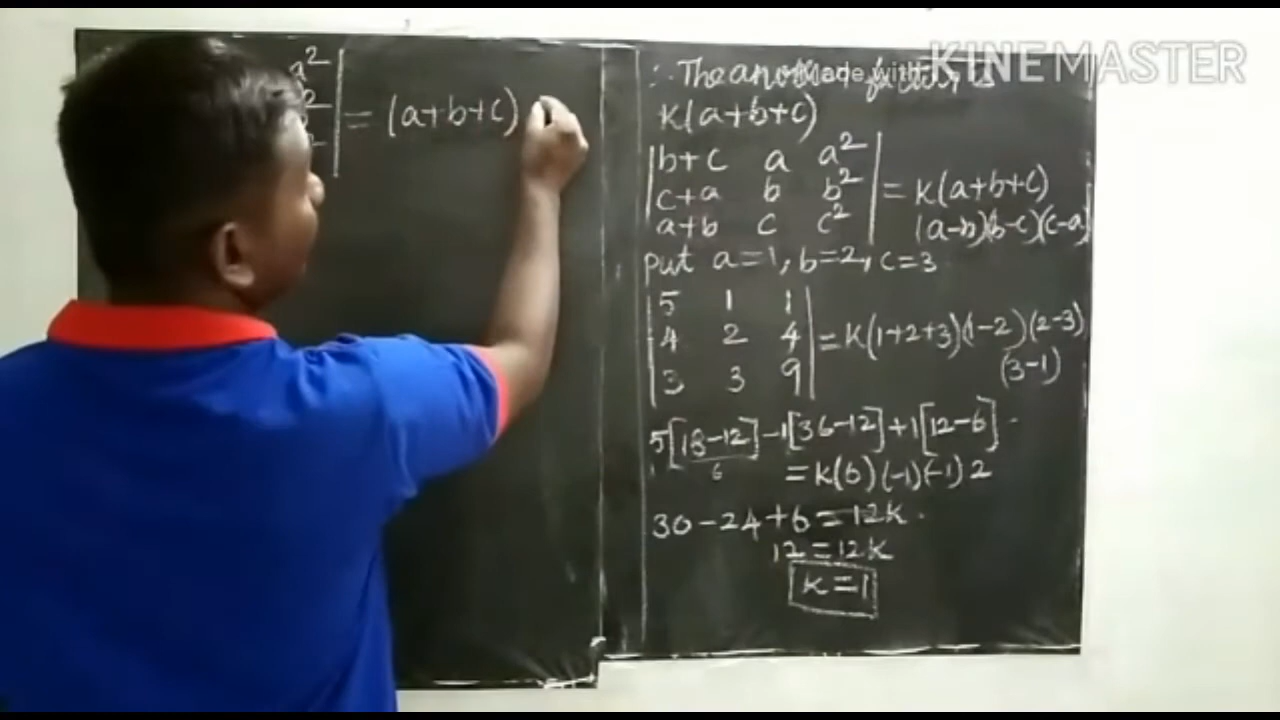 a²
2
= (a+b+c)
∴ The another factor is
K(a+b+c)
|b+c a a²|
|c+a b b²| = K(a+b+c)
|a+b c c²| (a-b)(b-c)(c-a)
put a=1, b=2, c=3
|5 1 1|
|4 2 4| = K(1+2+3)(1-2)(2-3)
|3 3 9| (3-1)
5[18-12]-1[36-12]+1[12-6]
6
= K(6)(-1)(-1)2
30-24+6=12K
12=12K
K=1
Made with
KINEMASTER